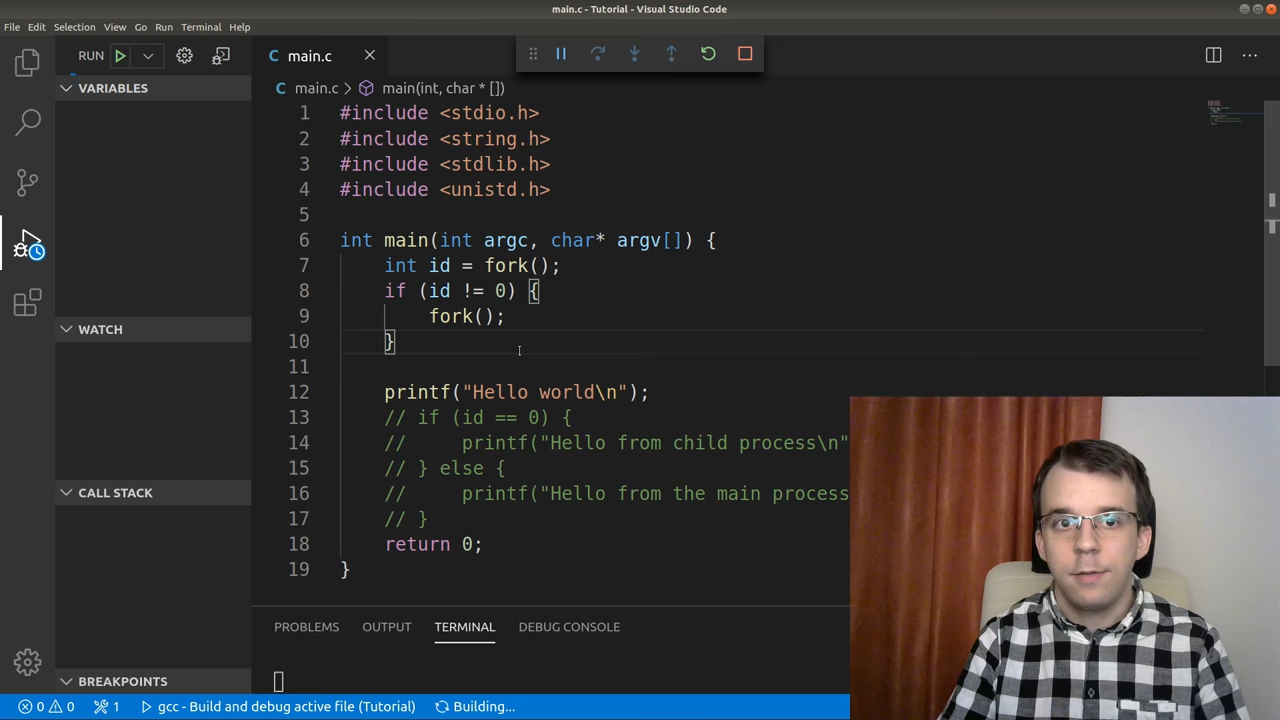 main.c - Tutorial - Visual Studio Code
File Edit Selection View Go Run Terminal Help
RUN
main.c
VARIABLES
WATCH
CALL STACK
BREAKPOINTS
main.c > main(int, char * [])
1 #include <stdio.h>
2 #include <string.h>
3 #include <stdlib.h>
4 #include <unistd.h>
5
6 int main(int argc, char* argv[]) {
7 int id = fork();
8 if (id != 0) {
9 fork();
10 }
11
12 printf("Hello world\n");
13 // if (id == 0) {
14 // printf("Hello from child process\n"
15 // } else {
16 // printf("Hello from the main process
17 // }
18 return 0;
19 }
PROBLEMS OUTPUT TERMINAL DEBUG CONSOLE
0 0 1 gcc - Build and debug active file (Tutorial) Building...